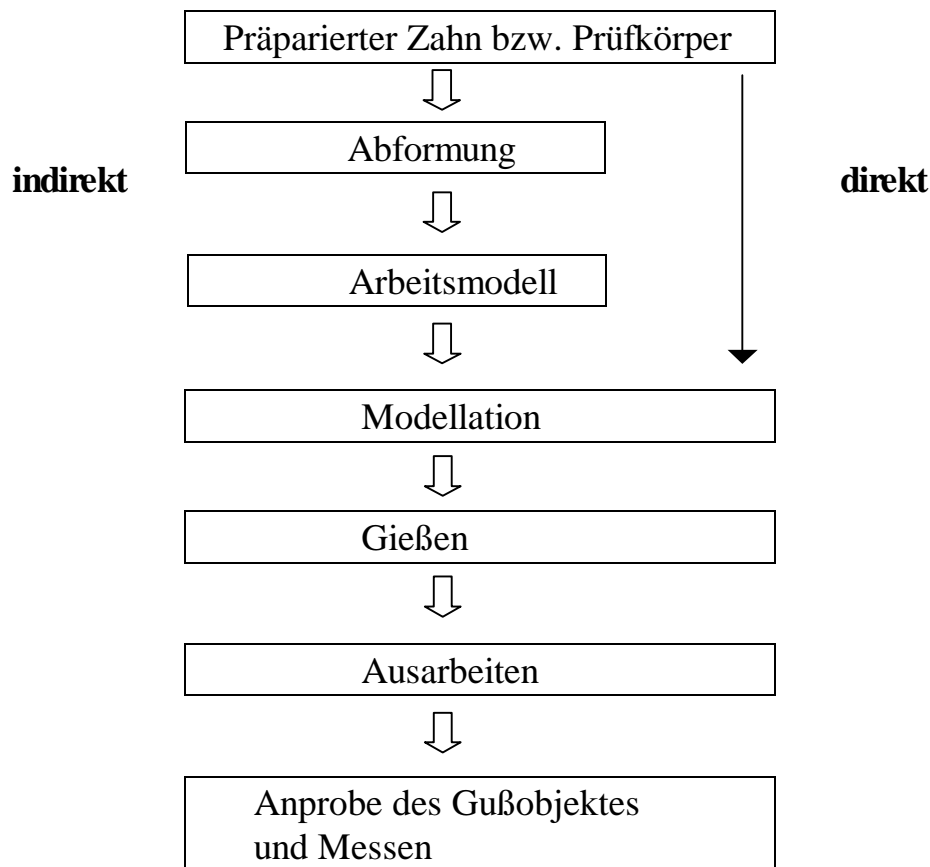 Präparierter Zahn bzw. Prüfkörper
Abformung
indirekt
direkt
Arbeitsmodell
Modellation
Gießen
Ausarbeiten
Anprobe des Gußobjektes
und Messen